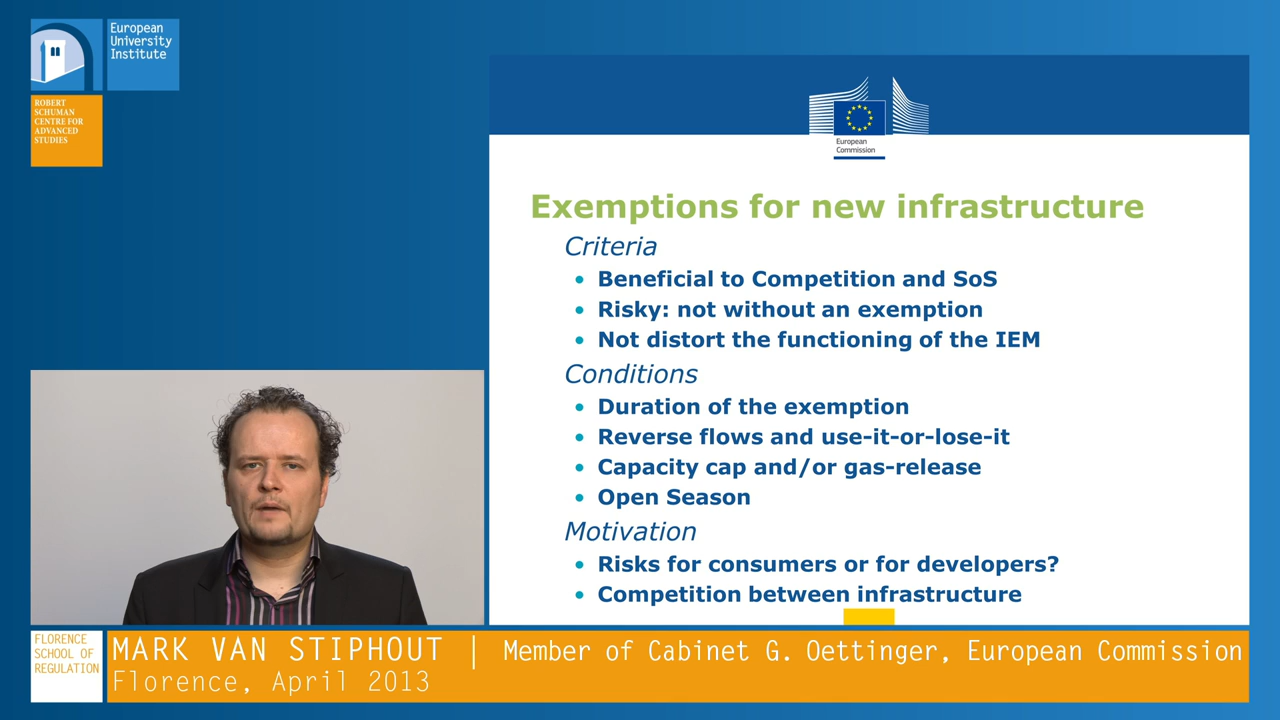 European
University
Institute
ROBERT
SCHUMAN
CENTRE FOR
ADVANCED
STUDIES
European
Commission
Exemptions for new infrastructure
Criteria
• Beneficial to Competition and SoS
• Risky: not without an exemption
• Not distort the functioning of the IEM
Conditions
• Duration of the exemption
• Reverse flows and use-it-or-lose-it
• Capacity cap and/or gas-release
• Open Season
Motivation
• Risks for consumers or for developers?
• Competition between infrastructure
FLORENCE
SCHOOL OF
REGULATION
MARK VAN STIPHOUT | Member of Cabinet G. Oettinger, European Commission
Florence, April 2013